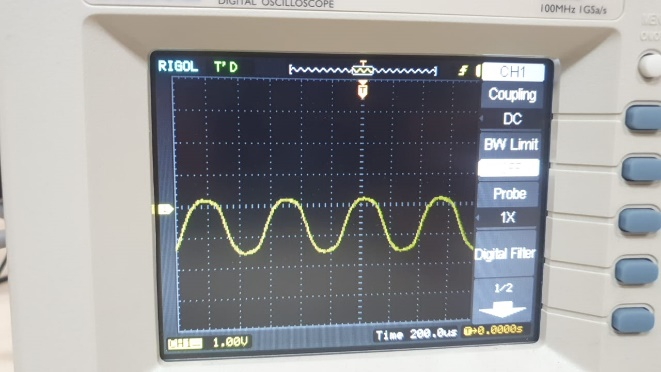 DIGITAL OSCILLOSCOPE
100MHz 1GSa/s
RIGOL T'D
CH1
Coupling
DC
BW Limit
Probe
1X
Digital Filter
1/2
1.00V Time 200.0us T→0.0000s